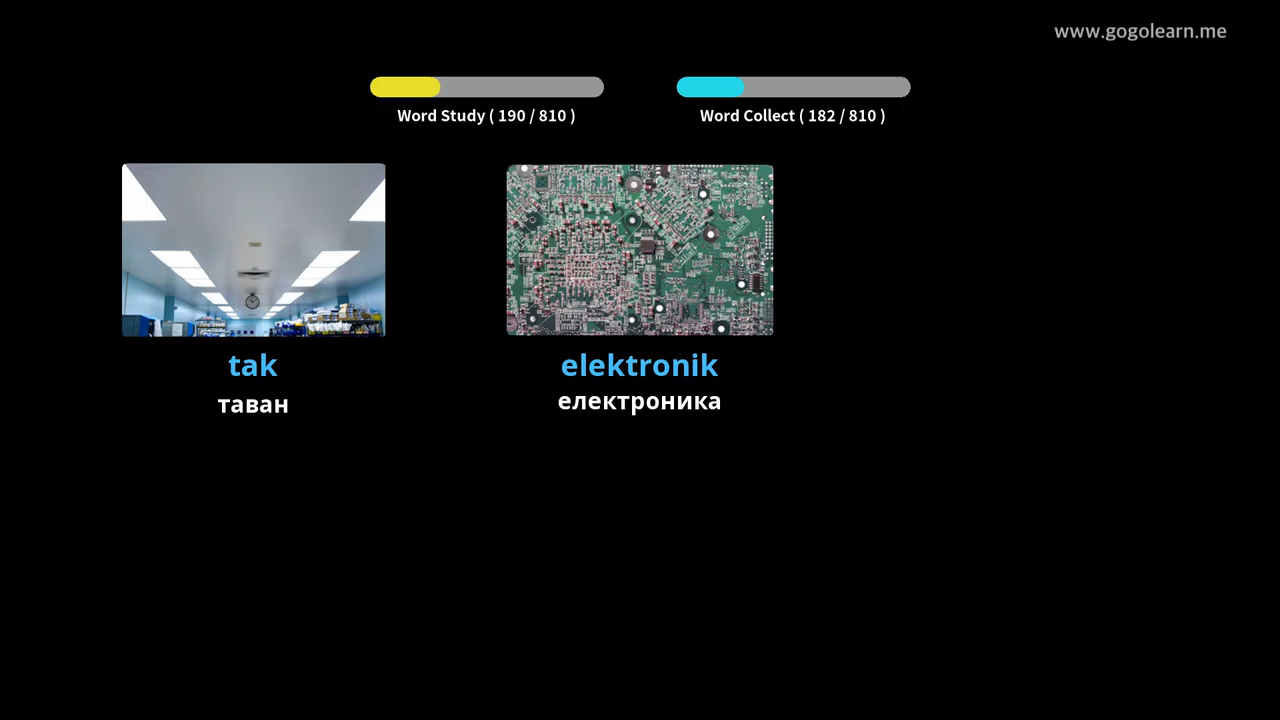 www.gogolearn.me
Word Study ( 190 / 810 )
Word Collect ( 182 / 810 )
tak
таван
elektronik
електроника